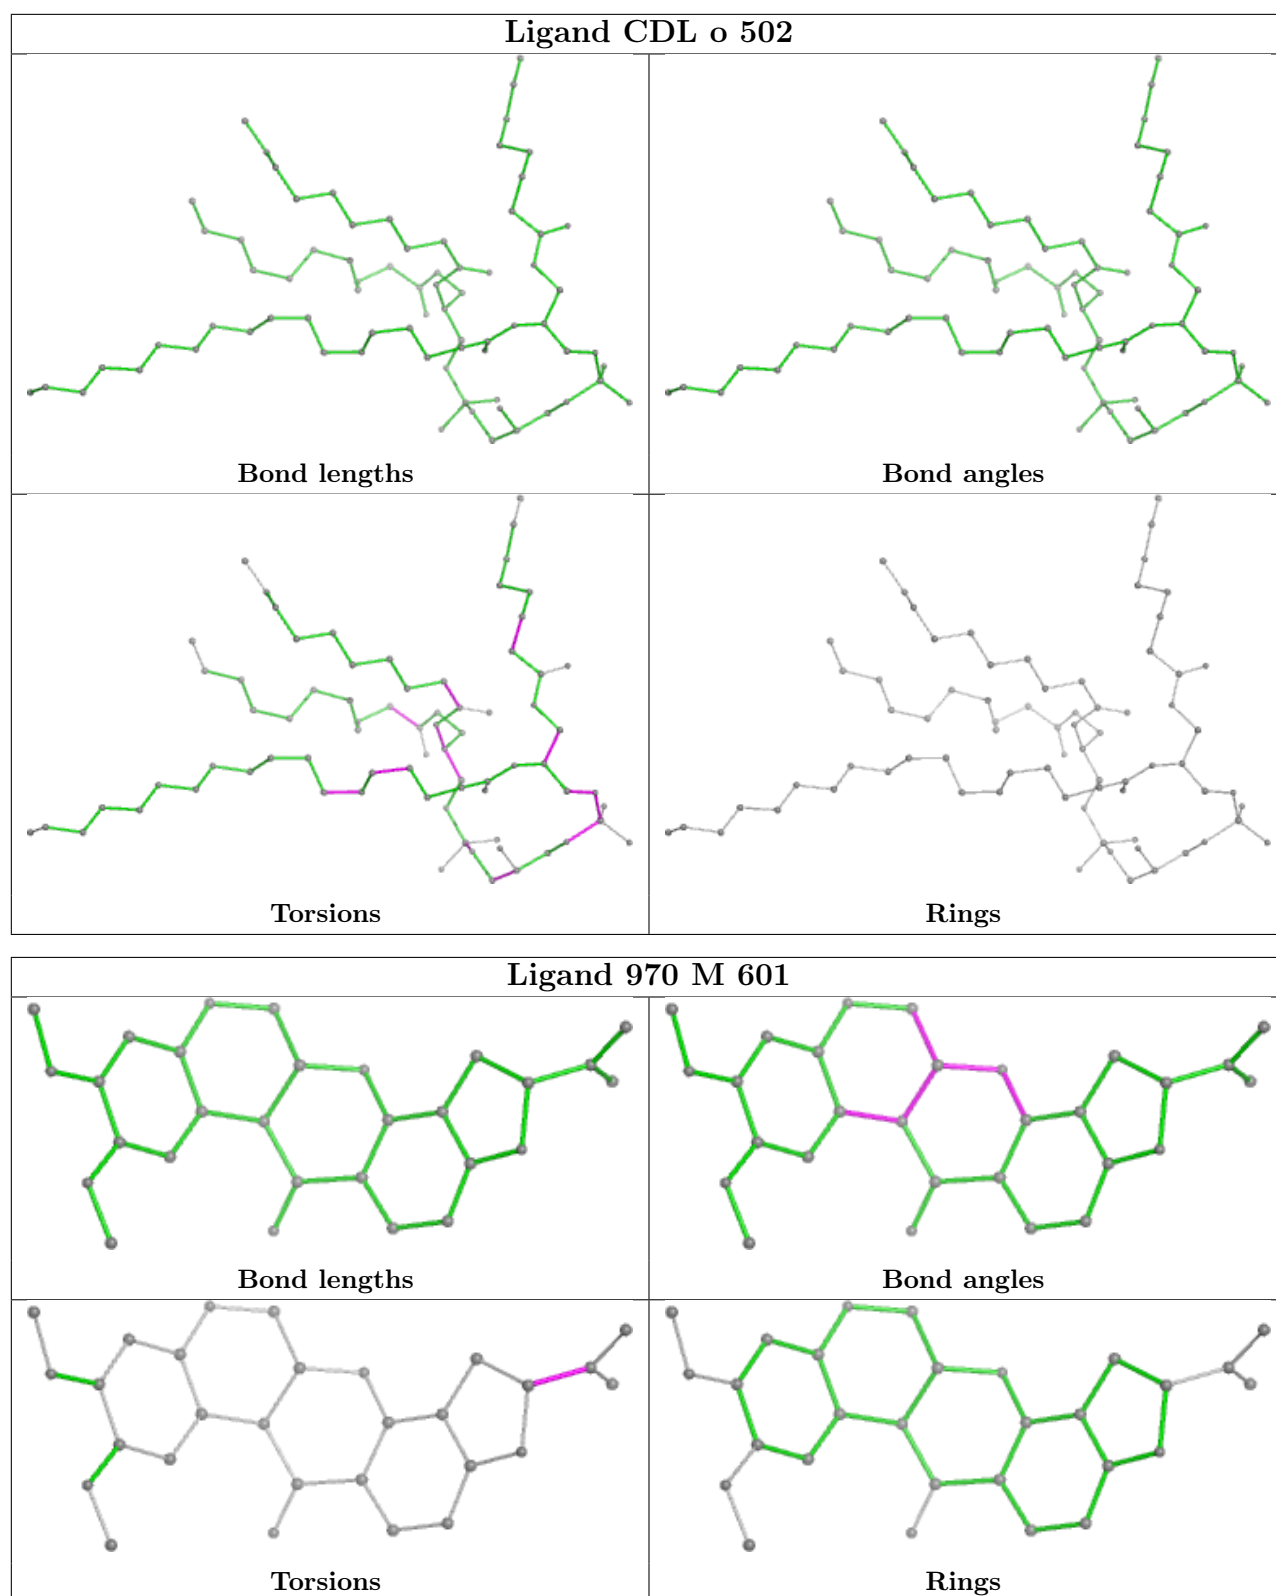 Ligand CDL o 502
Bond lengths
Bond angles
Torsions
Rings
Ligand 970 M 601
Bond lengths
Bond angles
Torsions
Rings